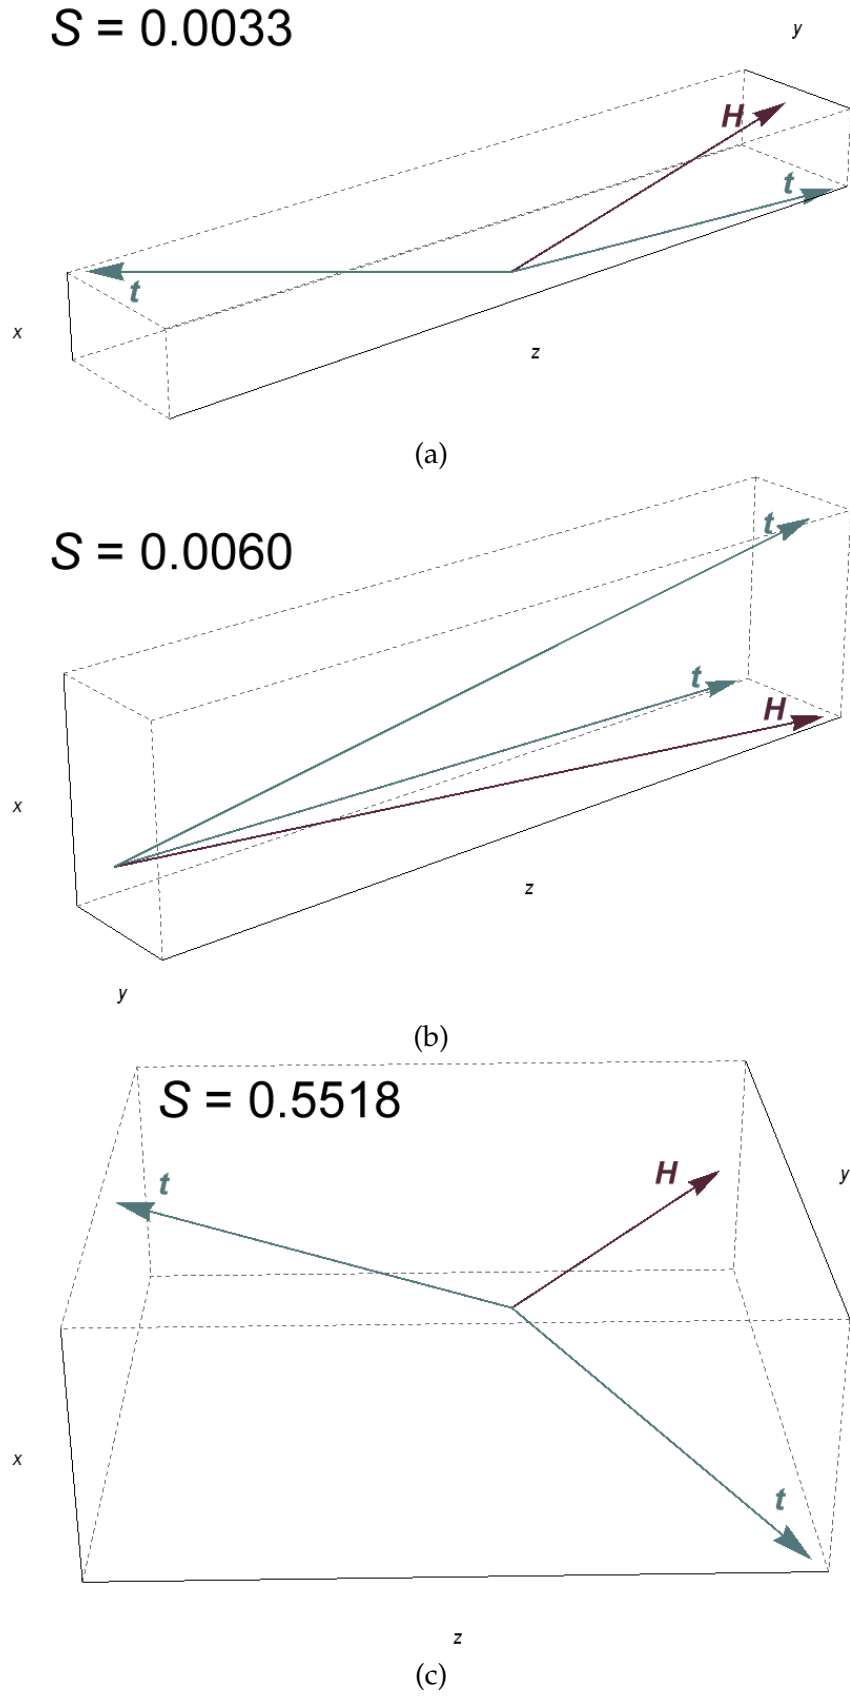 S = 0.0033
y
H
t
t
x
z
(a)
S = 0.0060
t
t
H
x
z
y
(b)
S = 0.5518
H
y
t
x
t
z
(c)